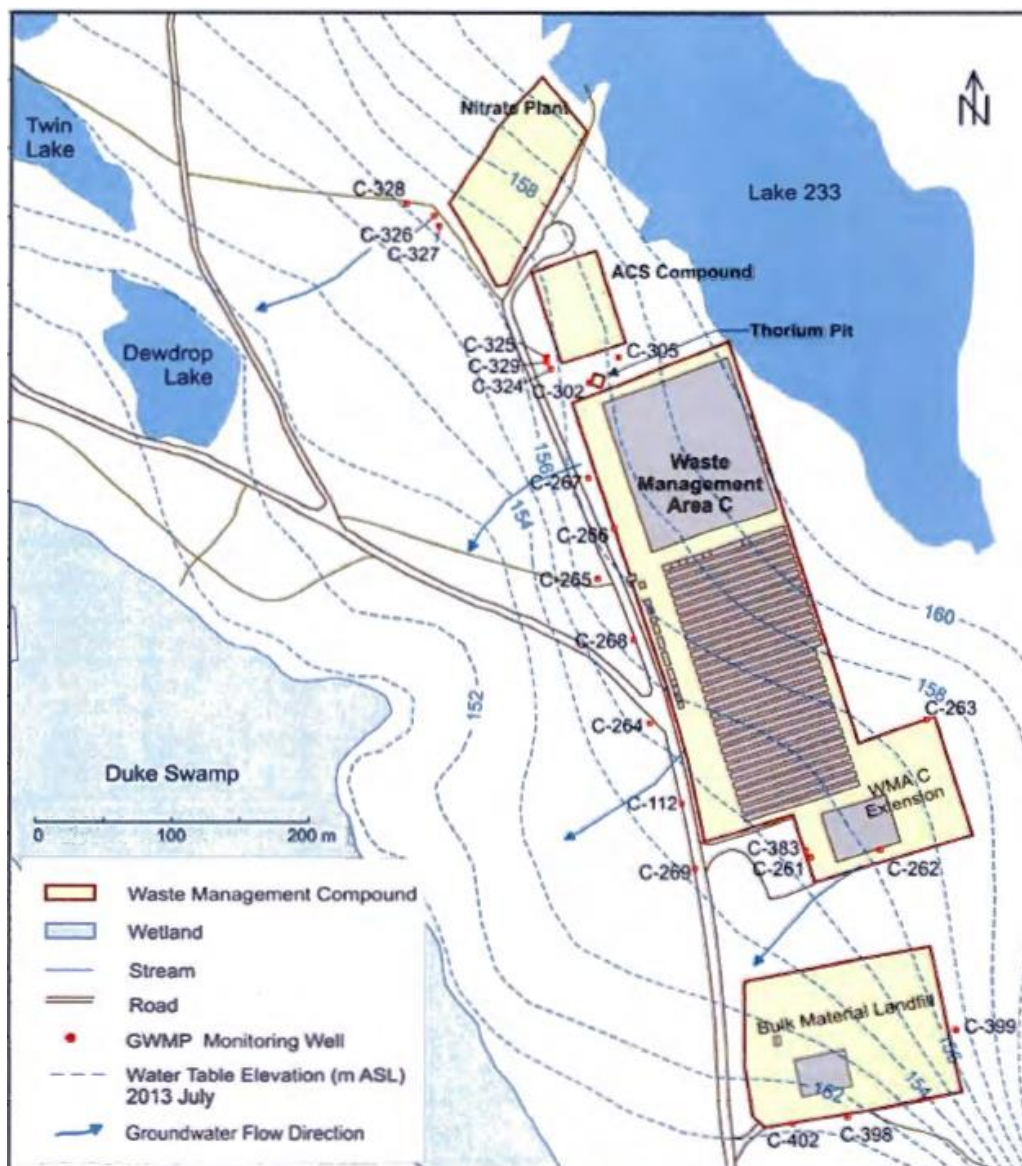 Nitrate Plant
Twin
Lake
158
Lake 233
C-328
C-326
C-327
ACS Compound
Thorium Pit
C-325
C-305
C-329
C-324
C-302
Dewdrop
Lake
156
Waste
Management
Area C
C-267
154
C-266
C-265
160
C-268
158
152
C-263
C-264
Duke Swamp
WMA C
Extension
C-112
0 100 200 m
C-383
C-261
C-262
C-269
Waste Management Compound
Wetland
Stream
Road
GWMP Monitoring Well
Water Table Elevation (m ASL)
2013 July
Groundwater Flow Direction
Bulk Material Landfill
C-399
156
154
162
C-402
C-398
N